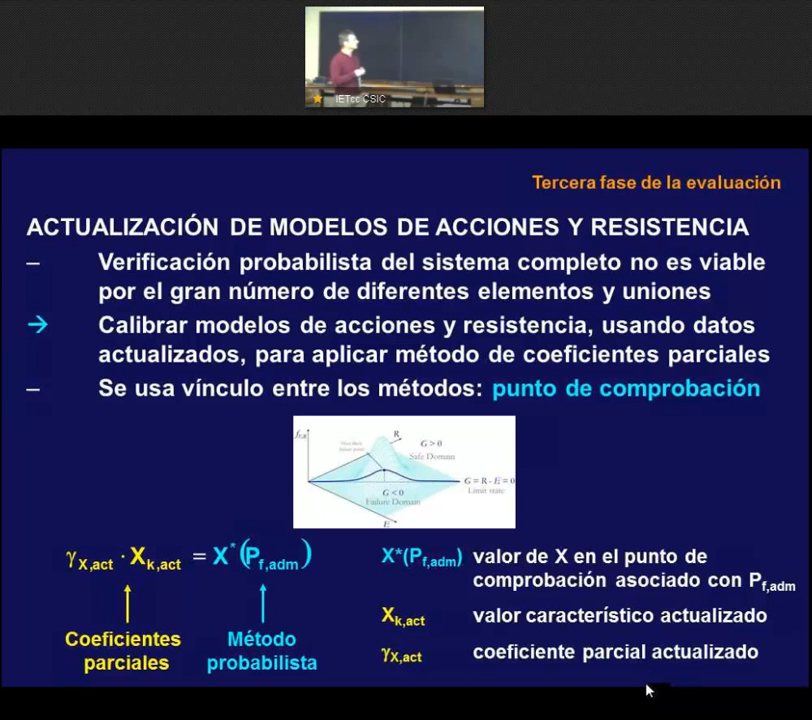 IETcc CSIC
Tercera fase de la evaluación
ACTUALIZACIÓN DE MODELOS DE ACCIONES Y RESISTENCIA
– Verificación probabilista del sistema completo no es viable
por el gran número de diferentes elementos y uniones
→ Calibrar modelos de acciones y resistencia, usando datos
actualizados, para aplicar método de coeficientes parciales
– Se usa vínculo entre los métodos: punto de comprobación
R
G > 0
Safe Domain
G = R - E = 0
Limit state
G < 0
Failure Domain
E
γX,act · Xk,act = X*(Pf,adm)
Coeficientes
parciales
Método
probabilista
X*(Pf,adm) valor de X en el punto de
comprobación asociado con Pf,adm
Xk,act valor característico actualizado
γX,act coeficiente parcial actualizado